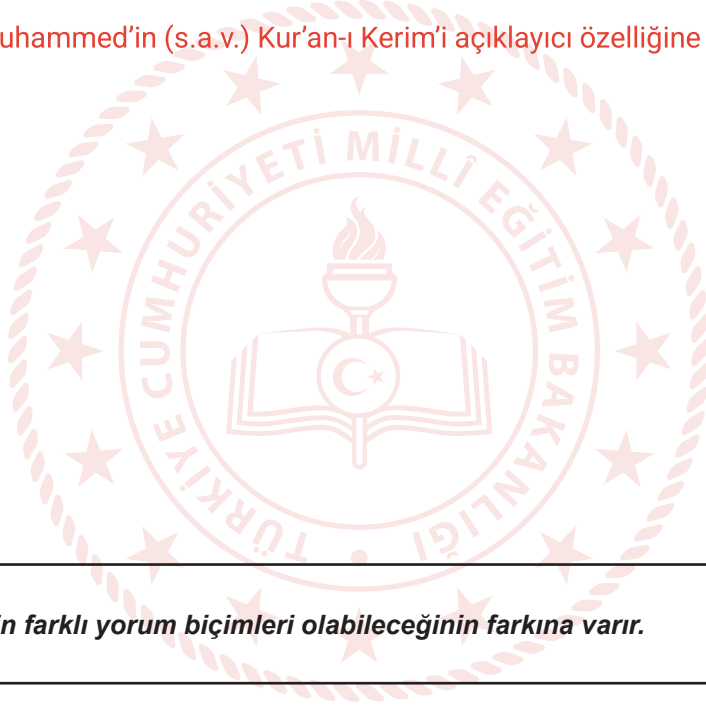 uhammed’in (s.a.v.) Kur’an-ı Kerim’i açıklayıcı özelliğine
TÜRKİYE CUMHURİYETİ MİLLÎ EĞİTİM BAKANLIĞI
n farklı yorum biçimleri olabileceğinin farkına varır.